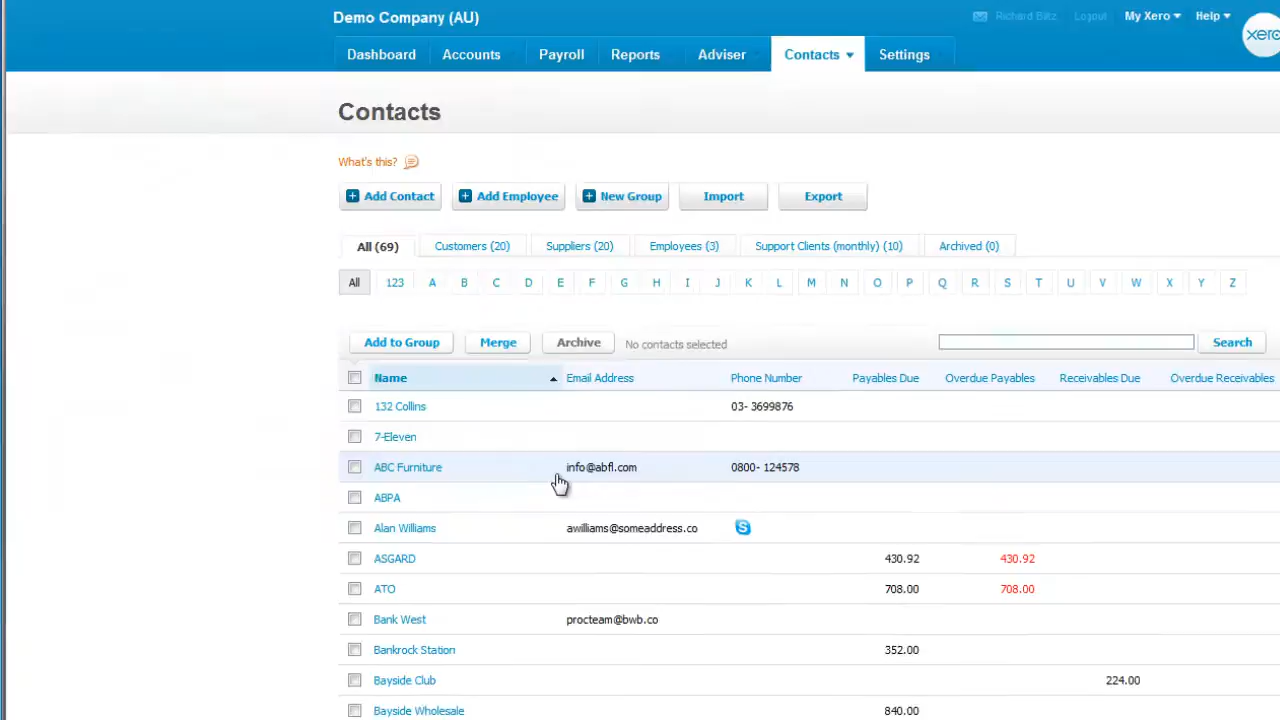 Demo Company (AU)
Richard Blitz Logout My Xero Help
xero
Dashboard Accounts Payroll Reports Adviser Contacts Settings
Contacts
What's this?
Add Contact Add Employee New Group Import Export
All (69) Customers (20) Suppliers (20) Employees (3) Support Clients (monthly) (10) Archived (0)
All 123 A B C D E F G H I J K L M N O P Q R S T U V W X Y Z
Add to Group Merge Archive No contacts selected Search
Name Email Address Phone Number Payables Due Overdue Payables Receivables Due Overdue Receivables
132 Collins 03- 3699876
7-Eleven
ABC Furniture info@abfl.com 0800- 124578
ABPA
Alan Williams awilliams@someaddress.co
ASGARD 430.92 430.92
ATO 708.00 708.00
Bank West procteam@bwb.co
Bankrock Station 352.00
Bayside Club 224.00
Bayside Wholesale 840.00